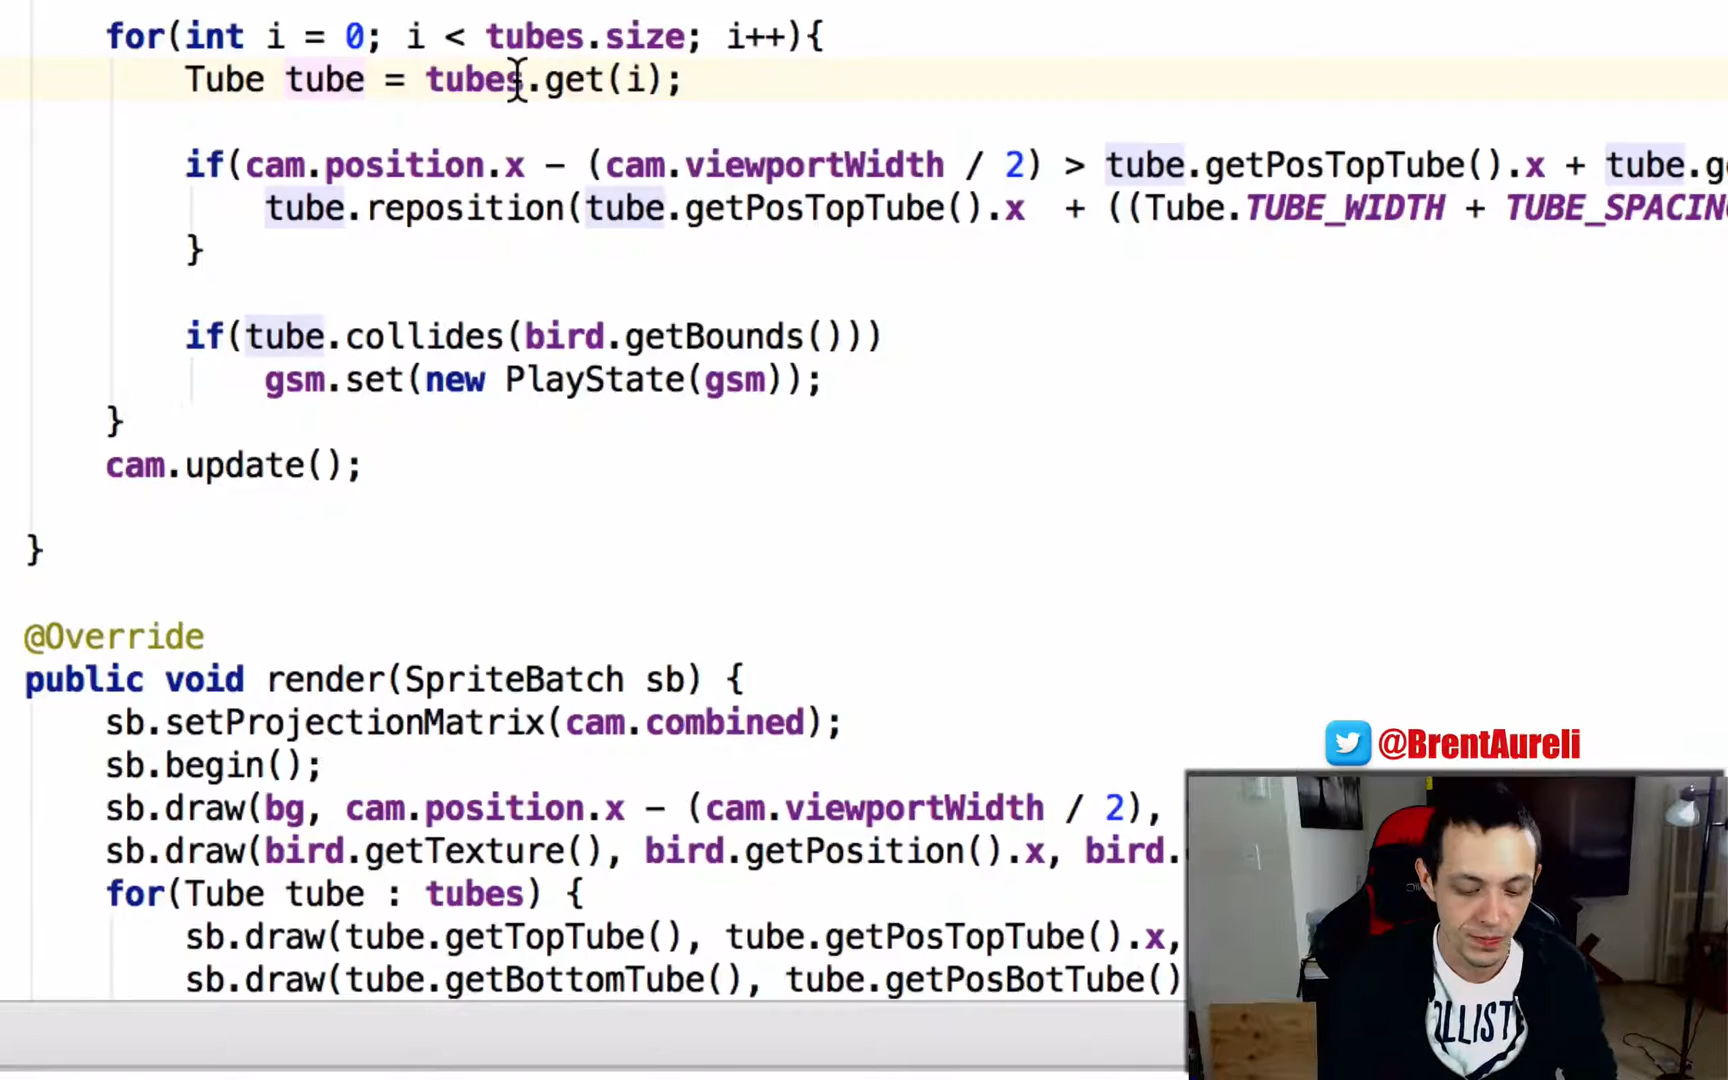 for(int i = 0; i < tubes.size; i++){
Tube tube = tubes.get(i);
if(cam.position.x - (cam.viewportWidth / 2) > tube.getPosTopTube().x + tube.g
tube.reposition(tube.getPosTopTube().x + ((Tube.TUBE_WIDTH + TUBE_SPACIN
}
if(tube.collides(bird.getBounds()))
gsm.set(new PlayState(gsm));
}
cam.update();
}
@Override
public void render(SpriteBatch sb) {
sb.setProjectionMatrix(cam.combined);
sb.begin();
sb.draw(bg, cam.position.x - (cam.viewportWidth / 2),
sb.draw(bird.getTexture(), bird.getPosition().x, bird.
for(Tube tube : tubes) {
sb.draw(tube.getTopTube(), tube.getPosTopTube().x,
sb.draw(tube.getBottomTube(), tube.getPosBotTube()
@BrentAureli